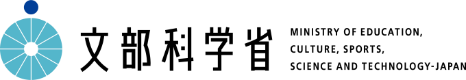 文部科学省
MINISTRY OF EDUCATION,
CULTURE, SPORTS,
SCIENCE AND TECHNOLOGY-JAPAN